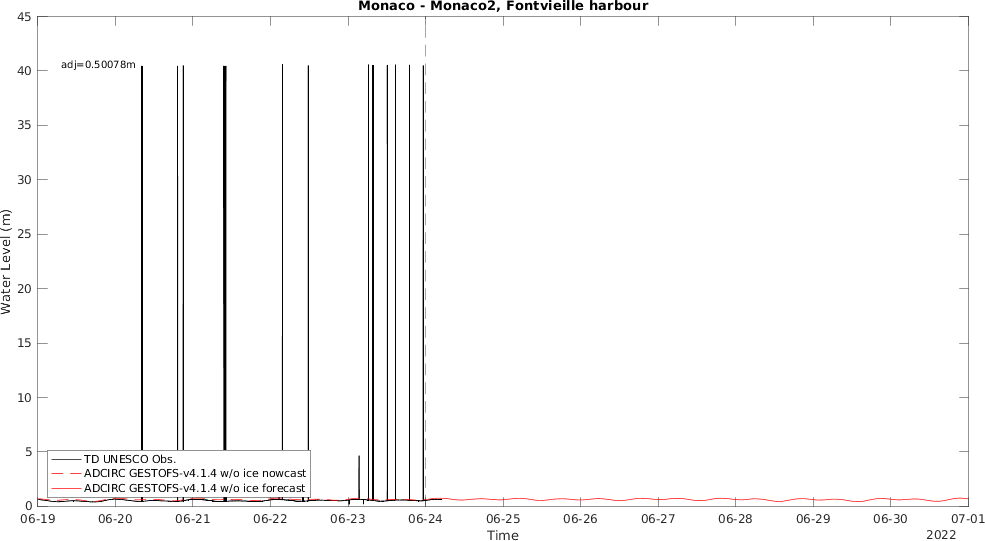 Monaco - Monaco2, Fontvieille harbour
45
40
35
30
25
20
15
10
5
0
Water Level (m)
adj=0.50078m
TD UNESCO Obs.
ADCIRC GESTOFS-v4.1.4 w/o ice nowcast
ADCIRC GESTOFS-v4.1.4 w/o ice forecast
06-19 06-20 06-21 06-22 06-23 06-24 06-25 06-26 06-27 06-28 06-29 06-30 07-01
Time
2022